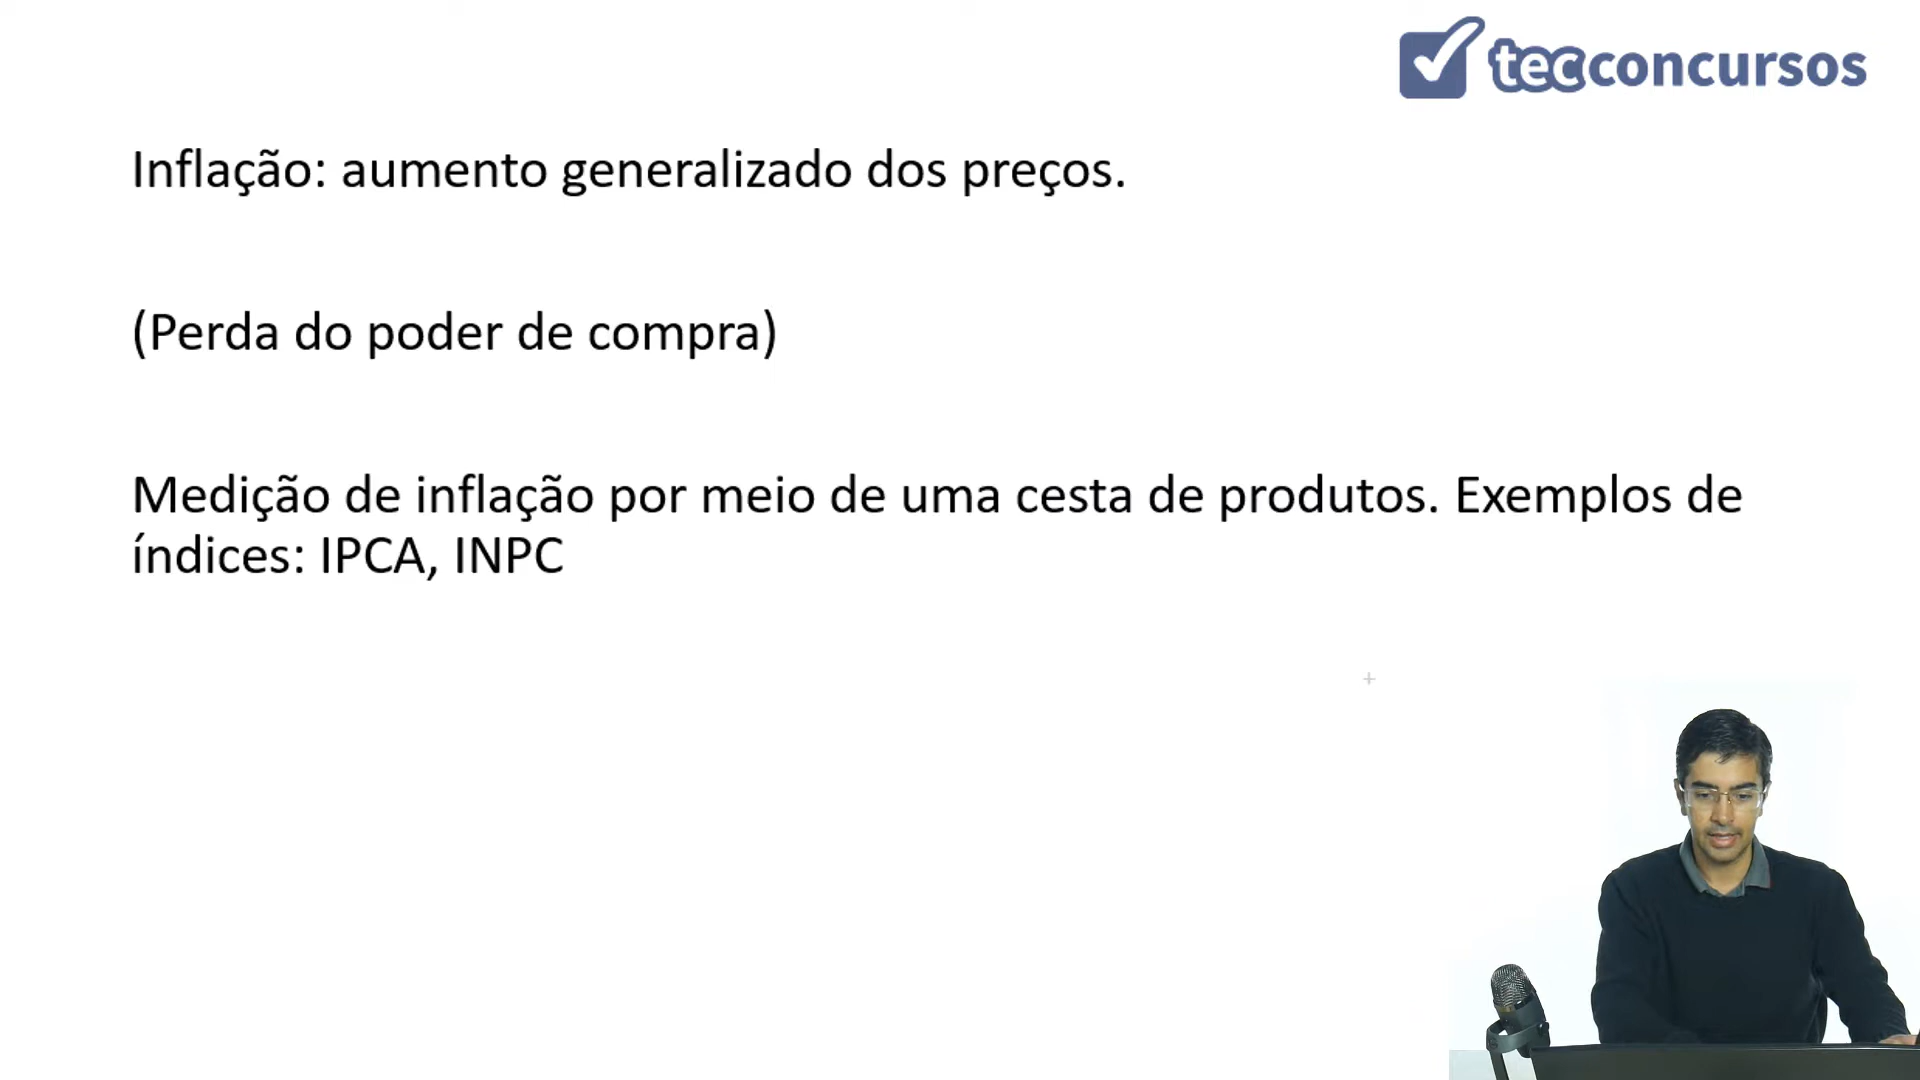 tecconcursos
Inflação: aumento generalizado dos preços.
(Perda do poder de compra)
Medição de inflação por meio de uma cesta de produtos. Exemplos de
índices: IPCA, INPC